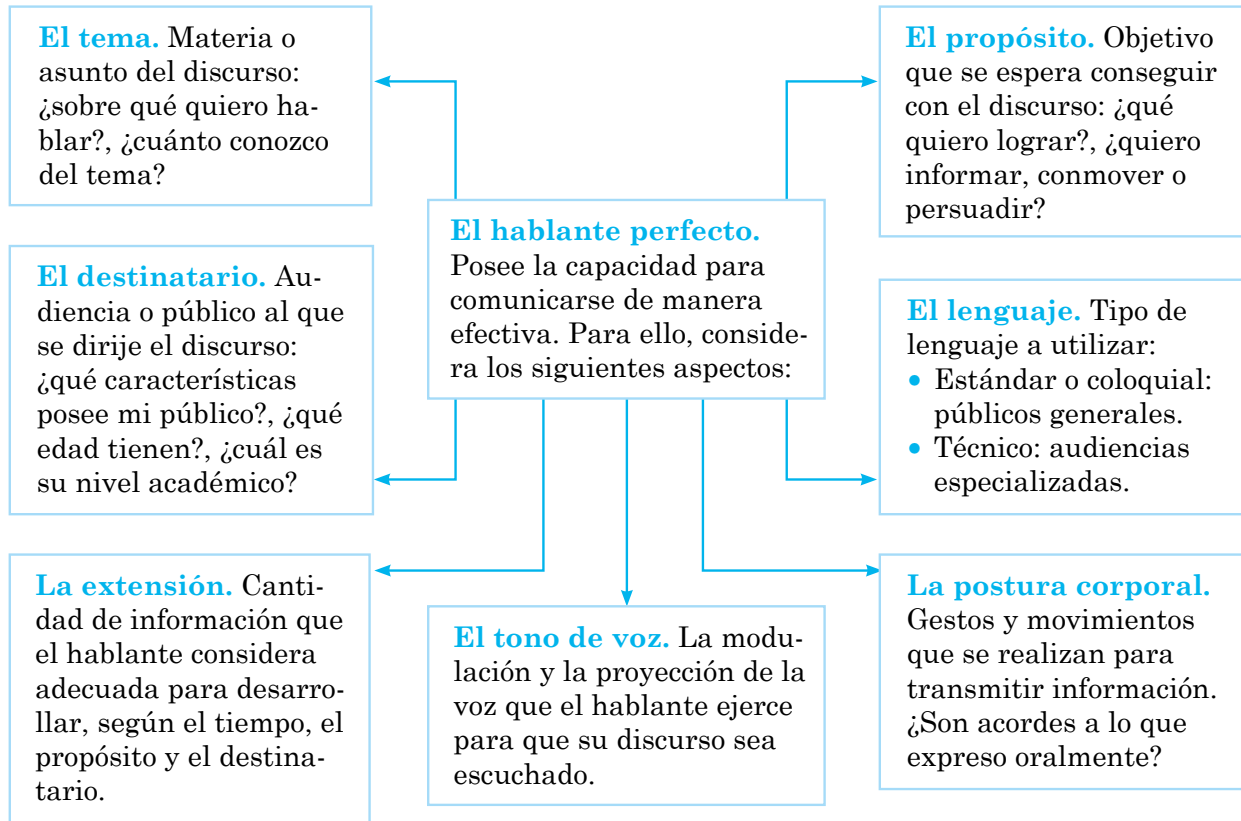 El tema. Materia o
asunto del discurso:
¿sobre qué quiero ha-
blar?, ¿cuánto conozco
del tema?
El propósito. Objetivo
que se espera conseguir
con el discurso: ¿qué
quiero lograr?, ¿quiero
informar, conmover o
persuadir?
El hablante perfecto.
Posee la capacidad para
comunicarse de manera
efectiva. Para ello, conside-
ra los siguientes aspectos:
El destinatario. Au-
diencia o público al que
se dirije el discurso:
¿qué característícas
posee mi público?, ¿qué
edad tienen?, ¿cuál es
su nivel académico?
El lenguaje. Tipo de
lenguaje a utilizar:
• Estándar o coloquial:
públicos generales.
• Técnico: audiencias
especializadas.
La extensión. Canti-
dad de información que
el hablante considera
adecuada para desarro-
llar, según el tiempo, el
propósito y el destina-
tario.
El tono de voz. La modu-
lación y la proyección de la
voz que el hablante ejerce
para que su discurso sea
escuchado.
La postura corporal.
Gestos y movimientos
que se realizan para
transmitir información.
¿Son acordes a lo que
expreso oralmente?